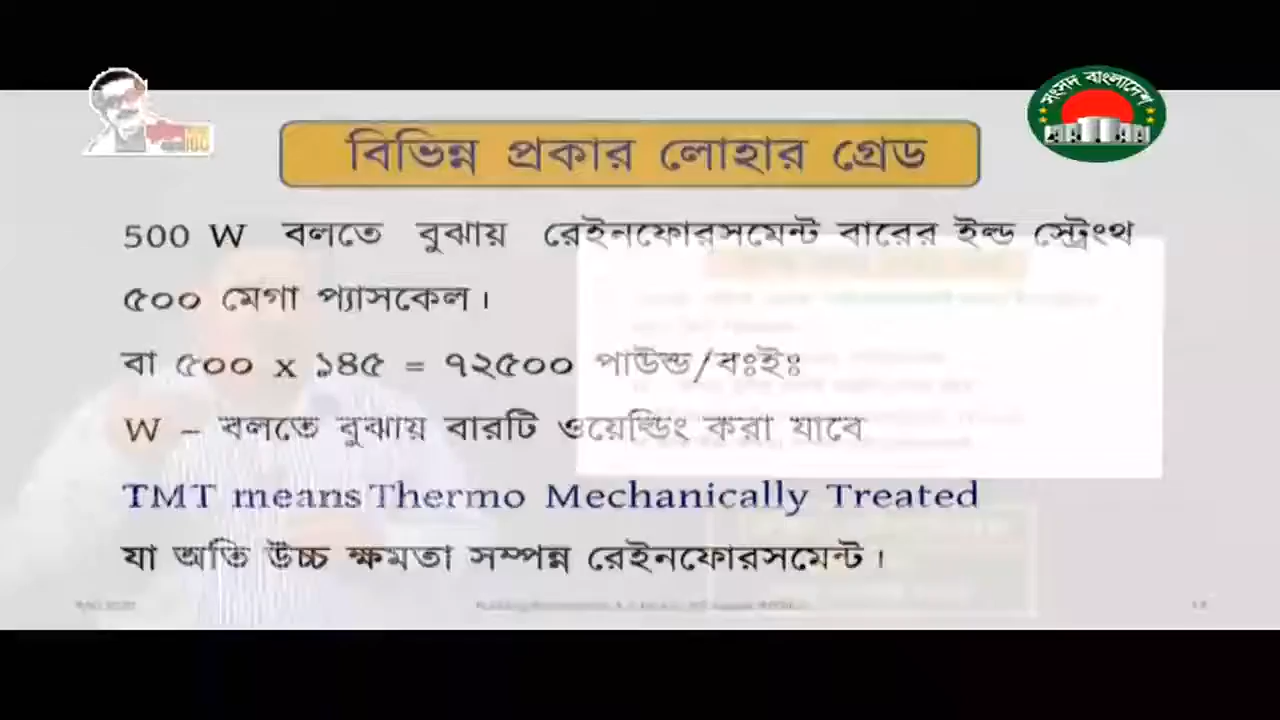 সংসদ বাংলাদেশ
বিভিন্ন প্রকার লোহার গ্রেড
500 W বলতে বুঝায় রেইনফোরসমেন্ট বারের ইল্ড স্ট্রেংথ
৫০০ মেগা প্যাসকেল।
বা ৫০০ x ১৪৫ = ৭২৫০০ পাউন্ড/বঃইঃ
W – বলতে বুঝায় বারটি ওয়েল্ডিং করা যাবে
TMT means Thermo Mechanically Treated
যা অতি উচ্চ ক্ষমতা সম্পন্ন রেইনফোরসমেন্ট।